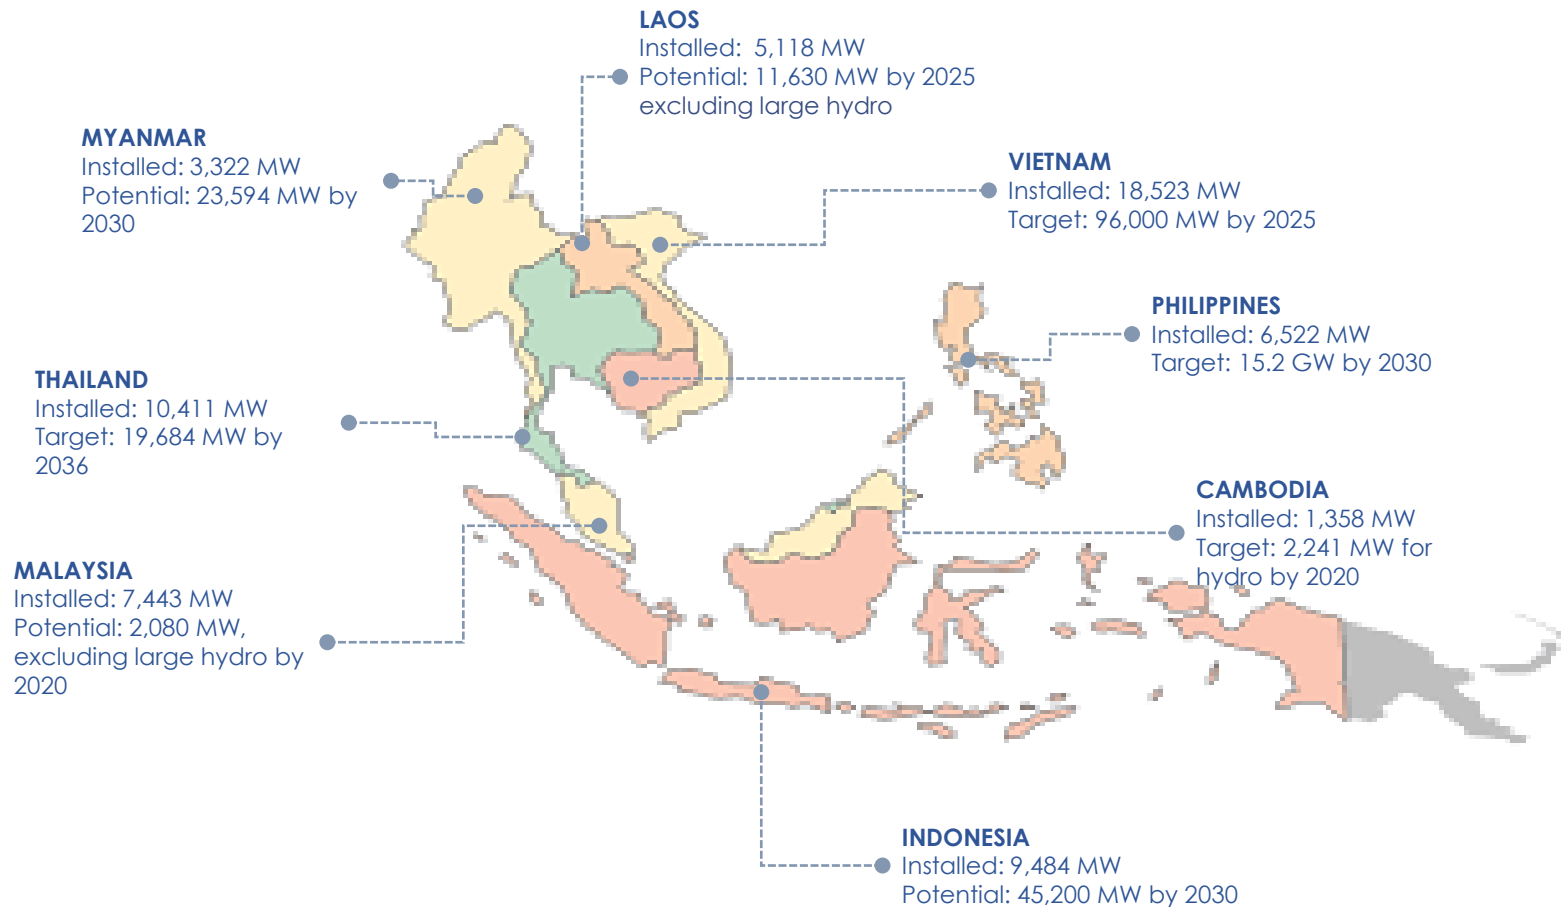 LAOS
Installed:  5,118 MW
Potential: 11,630 MW by 2025
excluding large hydro
MYANMAR
Installed: 3,322 MW
Potential: 23,594 MW by
2030
VIETNAM
Installed: 18,523 MW
Target: 96,000 MW by 2025
PHILIPPINES
Installed: 6,522 MW
Target: 15.2 GW by 2030
THAILAND
Installed: 10,411 MW
Target: 19,684 MW by
2036
CAMBODIA
Installed: 1,358 MW
Target: 2,241 MW for
hydro by 2020
MALAYSIA
Installed: 7,443 MW
Potential: 2,080 MW,
excluding large hydro by
2020
INDONESIA
Installed: 9,484 MW
Potential: 45,200 MW by 2030